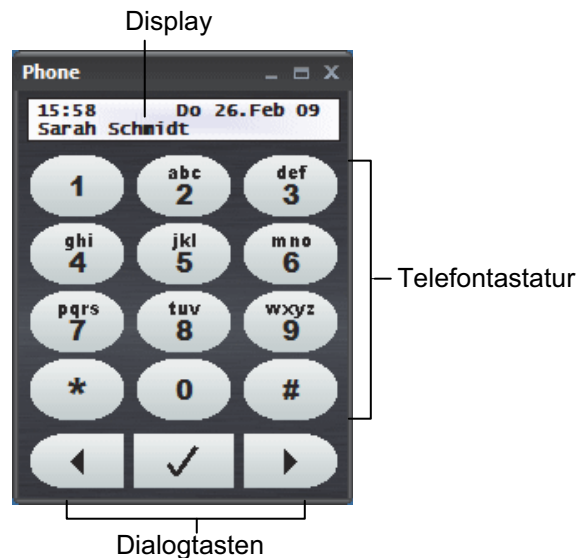 Display
Phone
15:58 Do 26.Feb 09
Sarah Schmidt
1
abc
2
def
3
ghi
4
jkl
5
mno
6
pqrs
7
tuv
8
wxyz
9
*
0
#
Telefontastatur
Dialogtasten